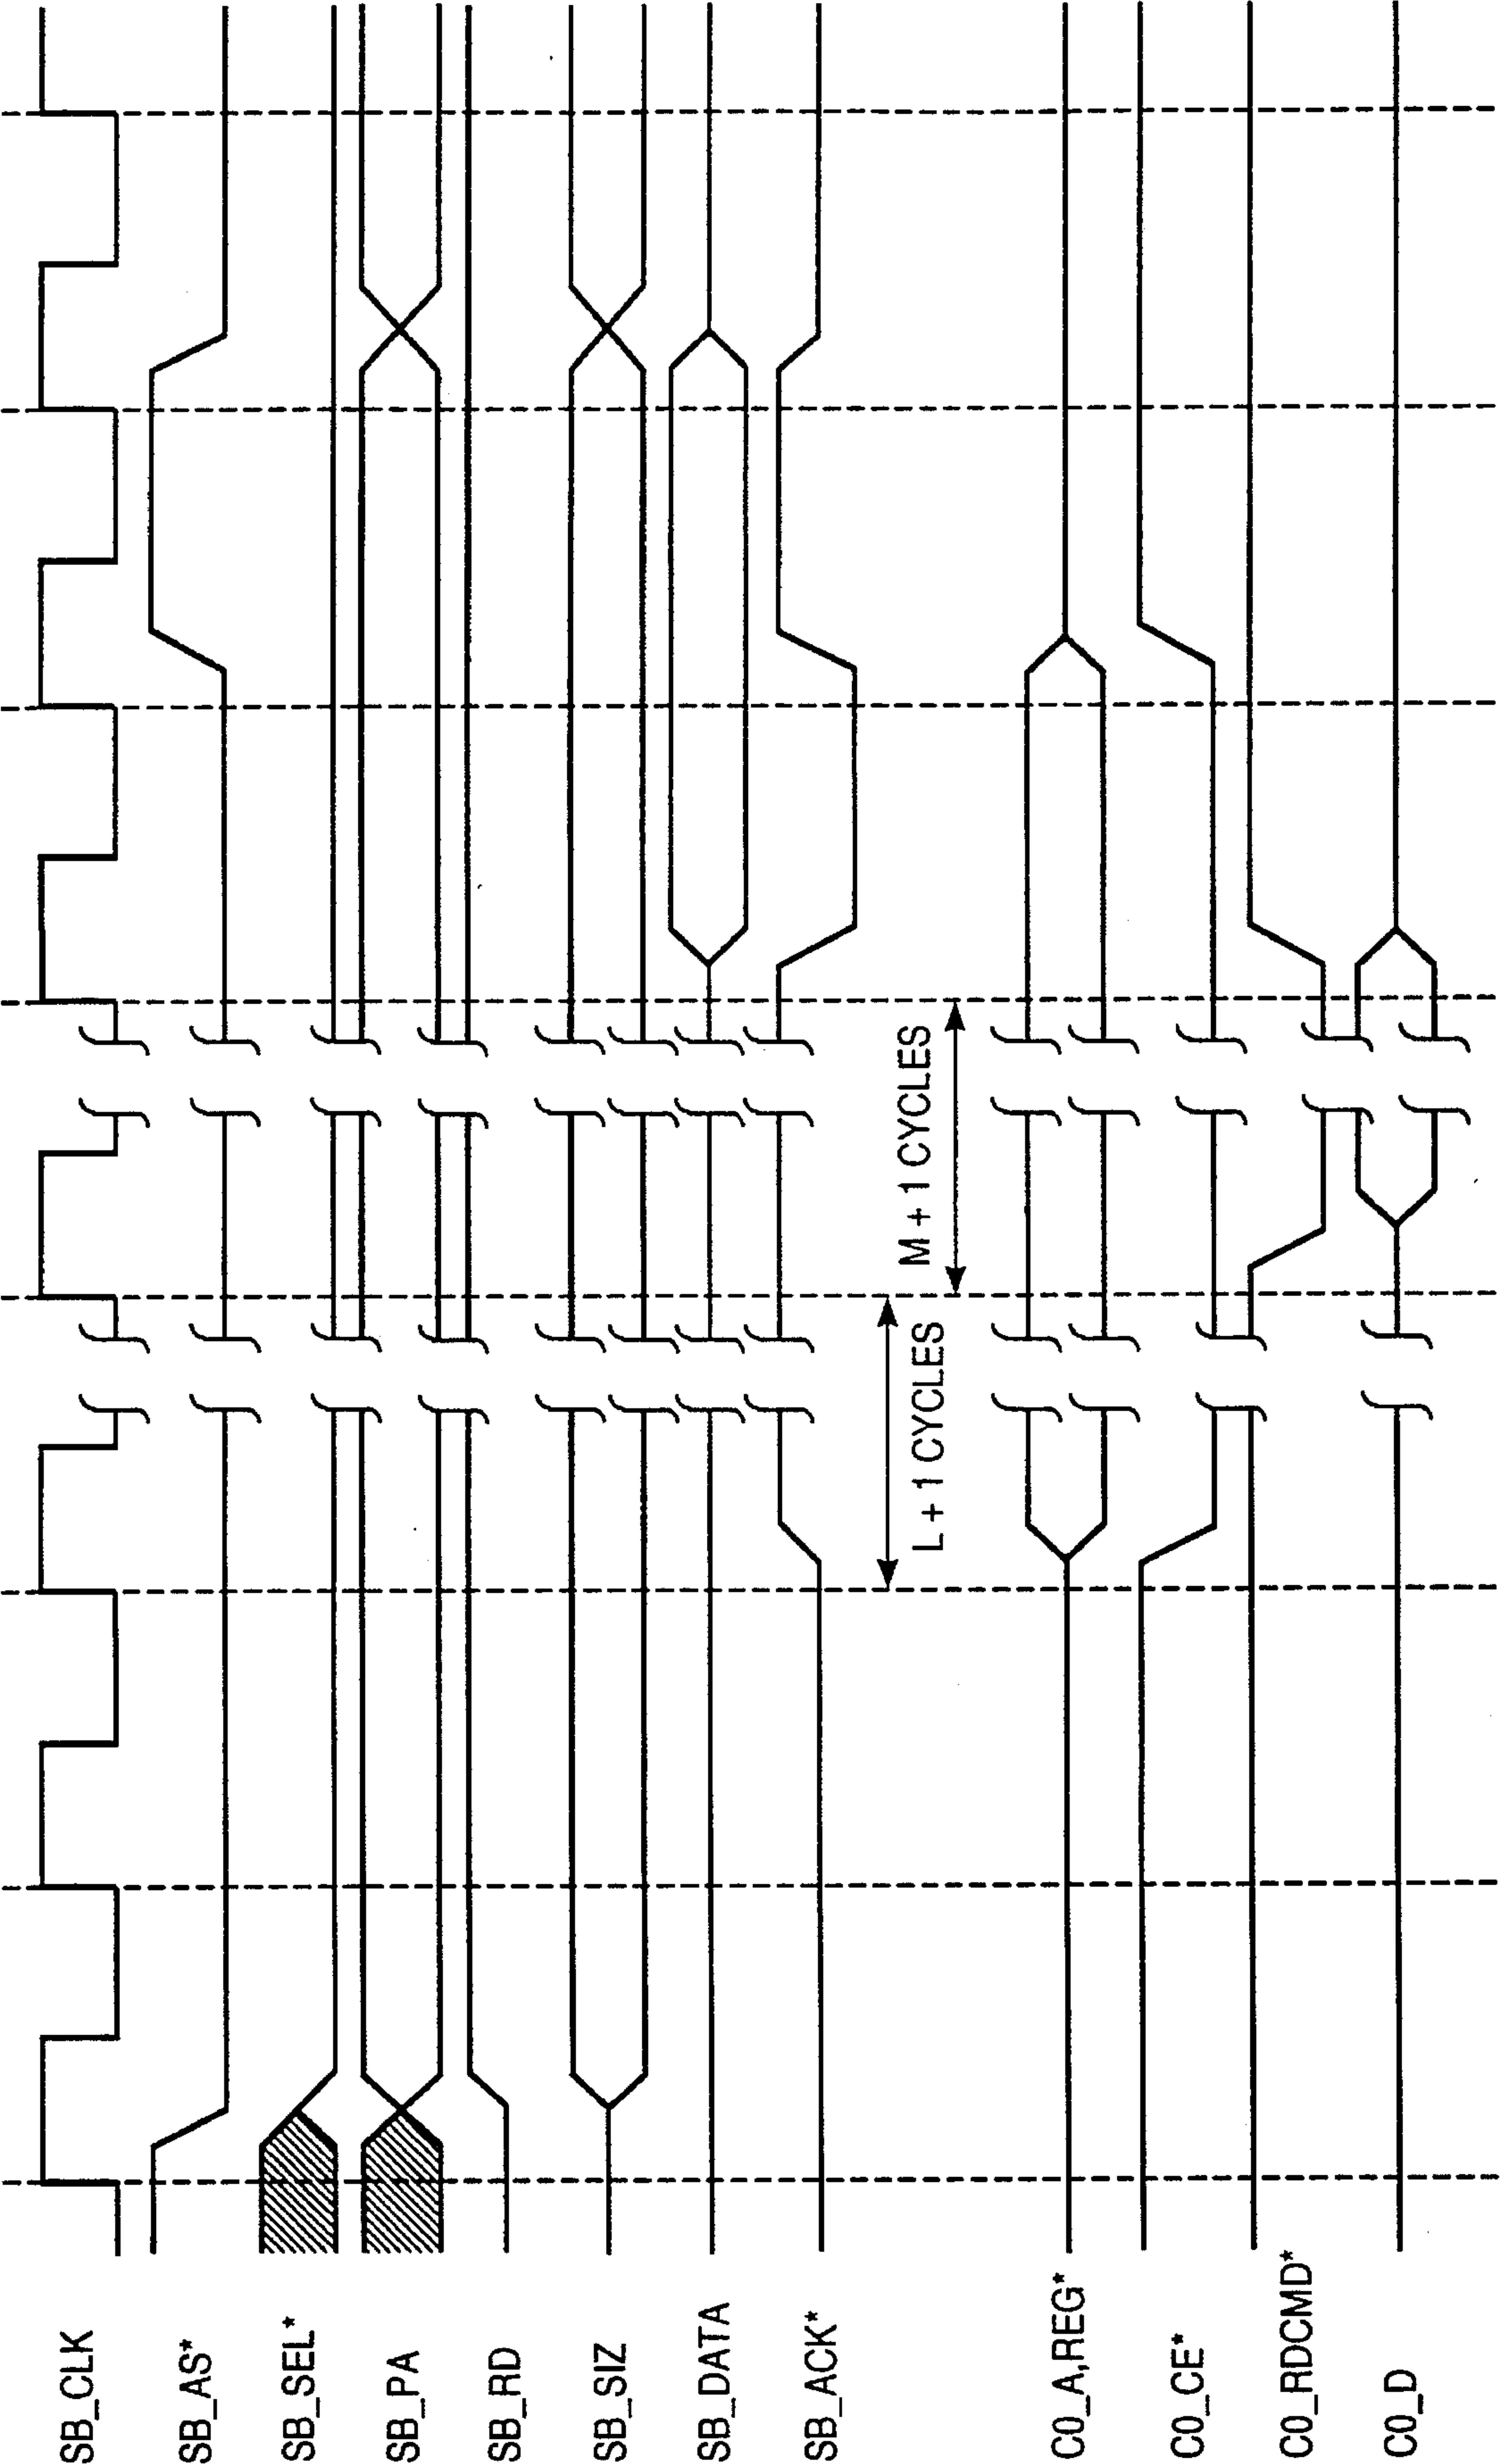 SB_CLK
SB_AS*
SB_SEL*
SB_PA
SB_RD
SB_SIZ
SB_DATA
SB_ACK*
L + 1 CYCLES
M + 1 CYCLES
C0_A,REG*
C0_CE*
C0_RDCMD*
C0_D